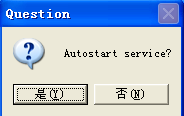 Question
Autostart service?
是(Y)
否(N)